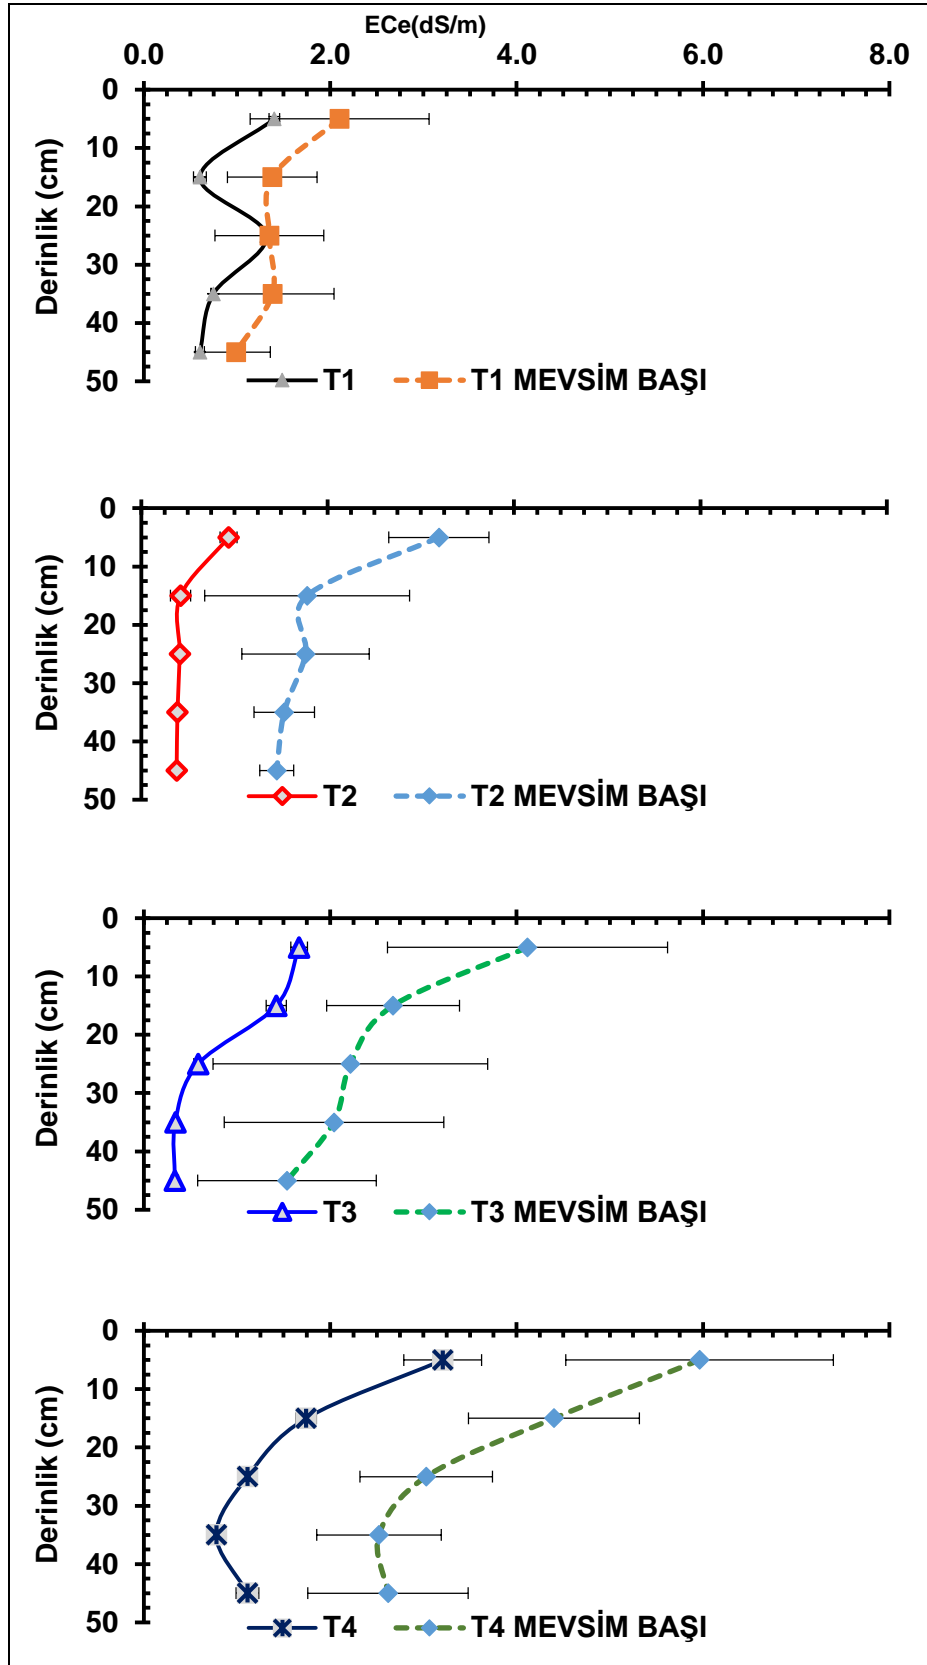 ECe(dS/m)
0.0 2.0 4.0 6.0 8.0
0
10
20
30
40
50
Derinlik (cm)
T1 T1 MEVSİM BAŞI
0
10
20
30
40
50
Derinlik (cm)
T2 T2 MEVSİM BAŞI
0
10
20
30
40
50
Derinlik (cm)
T3 T3 MEVSİM BAŞI
0
10
20
30
40
50
Derinlik (cm)
T4 T4 MEVSİM BAŞI